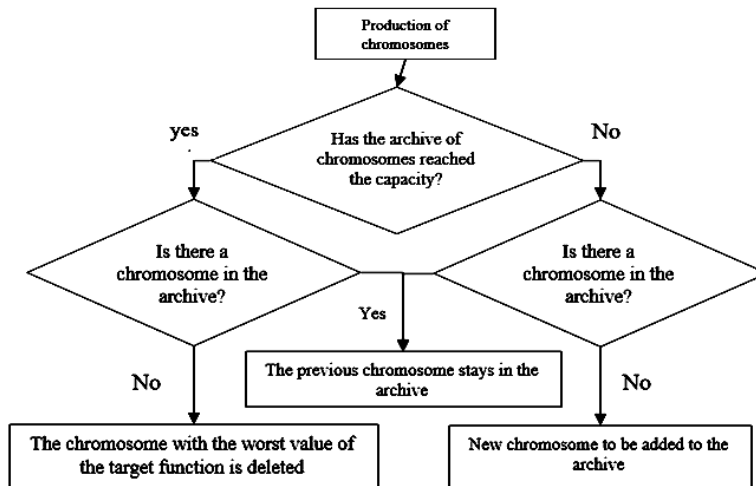 Production of
chromosomes
yes
No
Has the archive of
chromosomes reached
the capacity?
Is there a
chromosome in the
archive?
Is there a
chromosome in the
archive?
Yes
No
The previous chromosome stays in the
archive
No
The chromosome with the worst value of
the target function is deleted
New chromosome to be added to the
archive